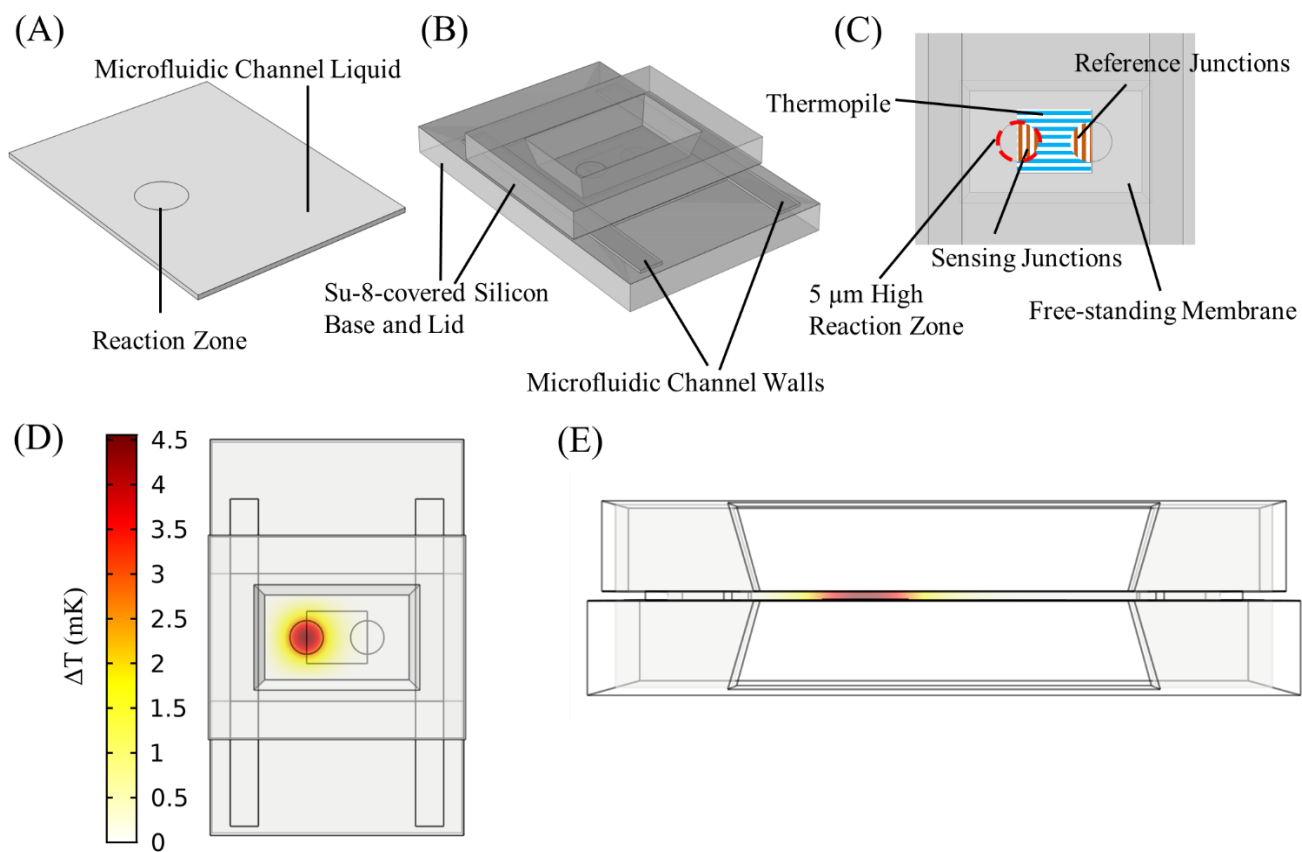 (A)
Microfluidic Channel Liquid
Reaction Zone
(B)
Su-8-covered Silicon
Base and Lid
Microfluidic Channel Walls
(C)
Reference Junctions
Thermopile
Sensing Junctions
5 µm High
Reaction Zone
Free-standing Membrane
(D)
ΔT (mK)
4.5
4
3.5
3
2.5
2
1.5
1
0.5
0
(E)